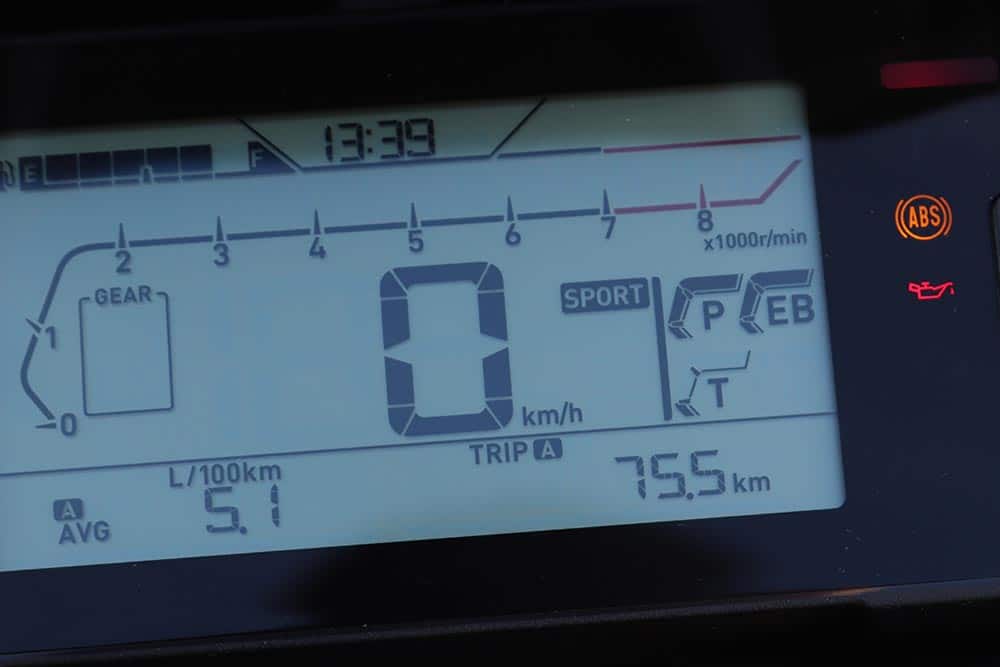 E F 13:39
2 3 4 5 6 7 8
x1000r/min
GEAR
1
0
0 km/h
SPORT P EB
T
TRIP A
L/100km
A AVG 5.1
75.5 km
ABS